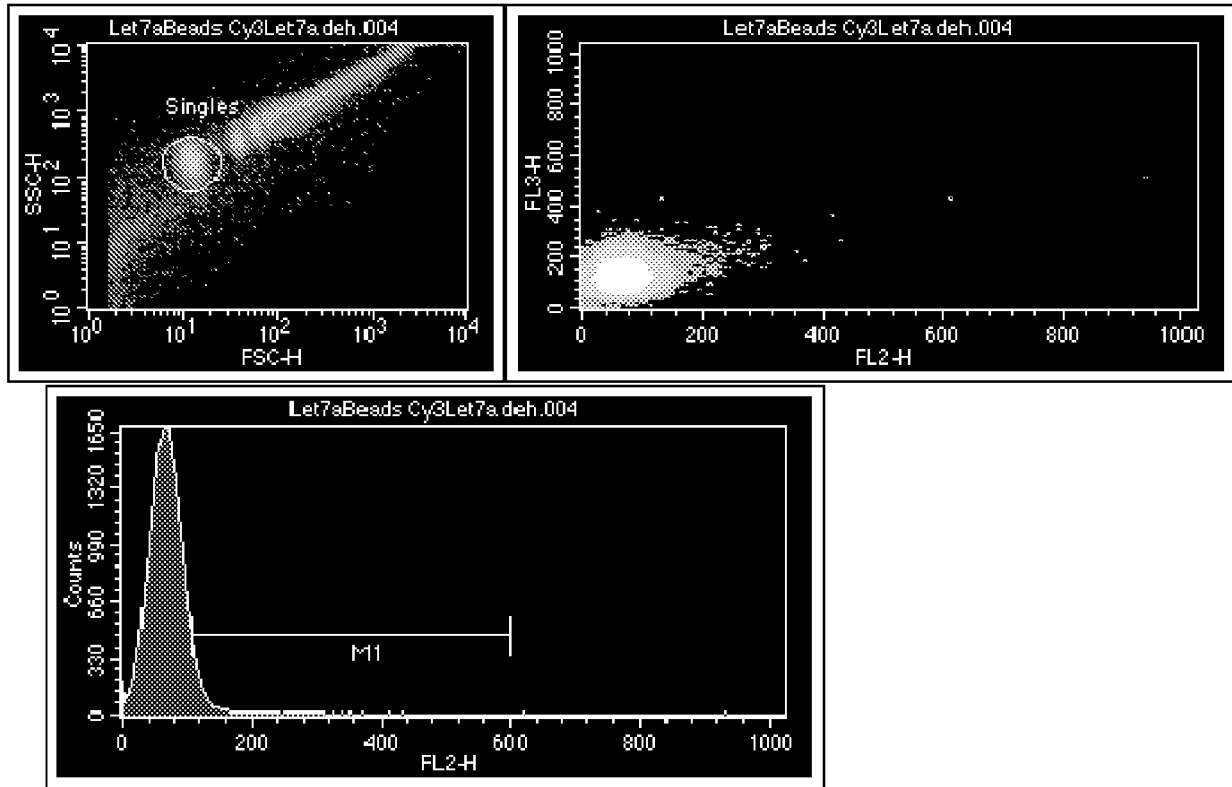 Let7aBeads Cy3Let7a deh.004
Singles
SSC-H
10^4
10^3
10^2
10^1
10^0
10^0 10^1 10^2 10^3 10^4
FSC-H
Let7aBeads Cy3Let7a deh.004
FL3-H
1000
800
600
400
200
0
0 200 400 600 800 1000
FL2-H
Let7aBeads Cy3Let7a deh.004
Counts
1650
1320
990
660
330
0
M1
0 200 400 600 800 1000
FL2-H